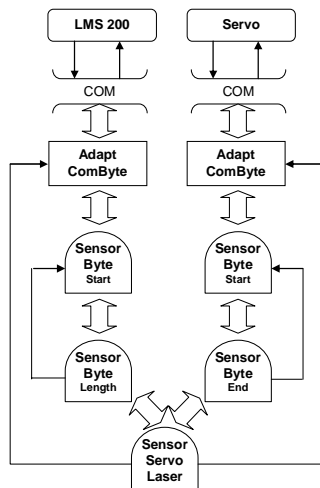 LMS 200
Servo
COM
COM
Adapt
ComByte
Adapt
ComByte
Sensor
Byte
Start
Sensor
Byte
Start
Sensor
Byte
Length
Sensor
Byte
End
Sensor
Servo
Laser